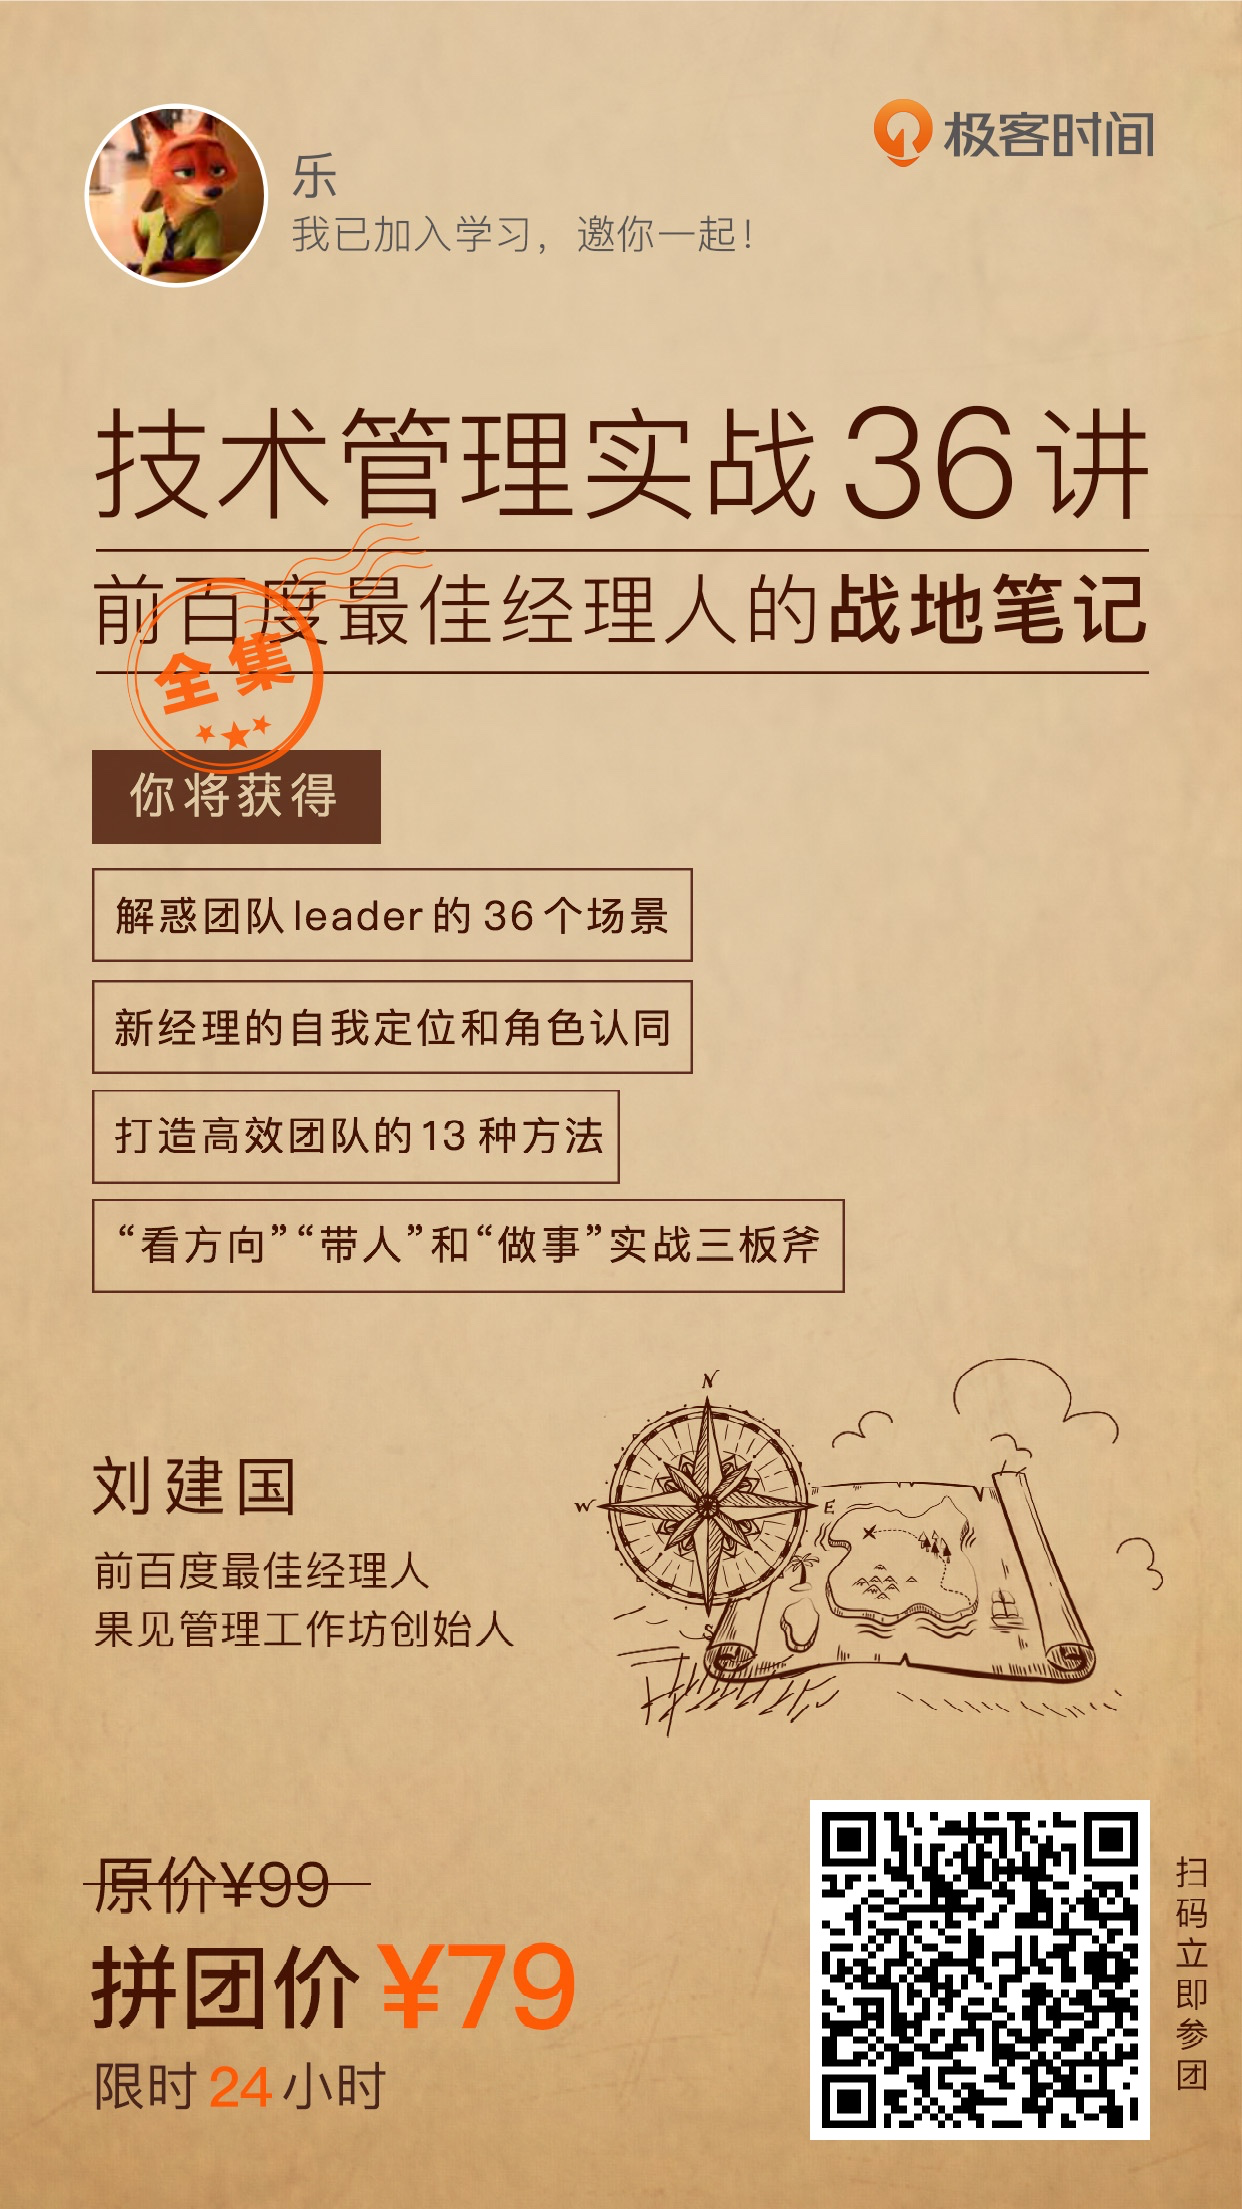 极客时间
乐
我已加入学习，邀你一起！
技术管理实战36讲
前百度最佳经理人的战地笔记
全集
你将获得
解惑团队leader的36个场景
新经理的自我定位和角色认同
打造高效团队的13种方法
“看方向”“带人”和“做事”实战三板斧
N
W
E
S
刘建国
前百度最佳经理人
果见管理工作坊创始人
原价¥99
拼团价¥79
限时24小时
扫码立即参团